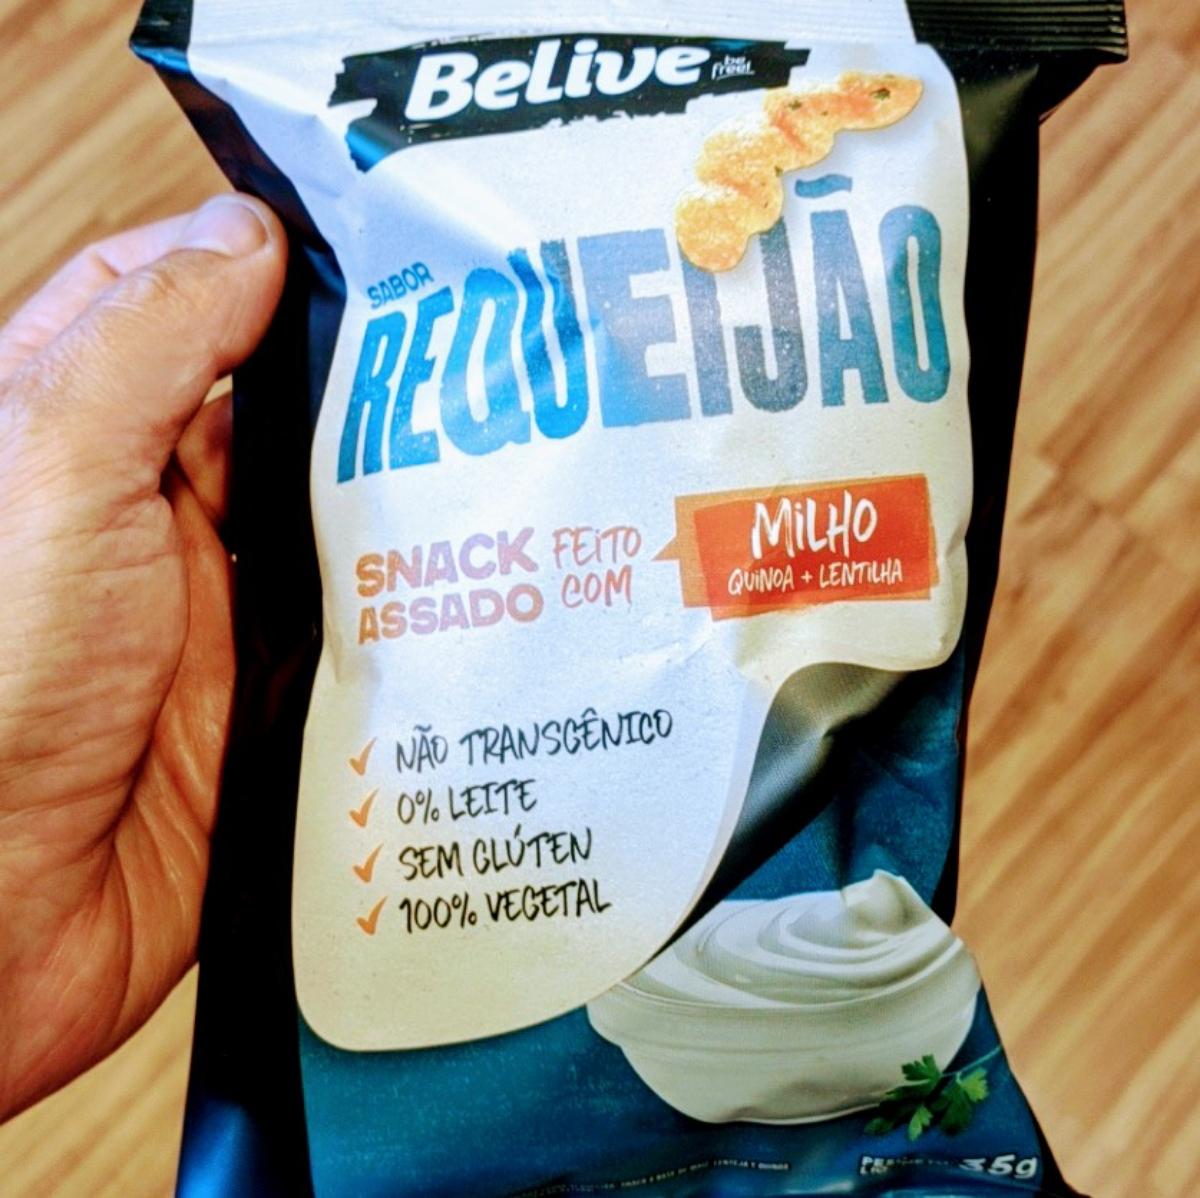 BeLive be free!
SABOR
REQUEIJÃO
SNACK ASSADO
FEITO COM
MILHO
QUINOA + LENTILHA
NÃO TRANSGÊNICO
0% LEITE
SEM GLÚTEN
100% VEGETAL
35g